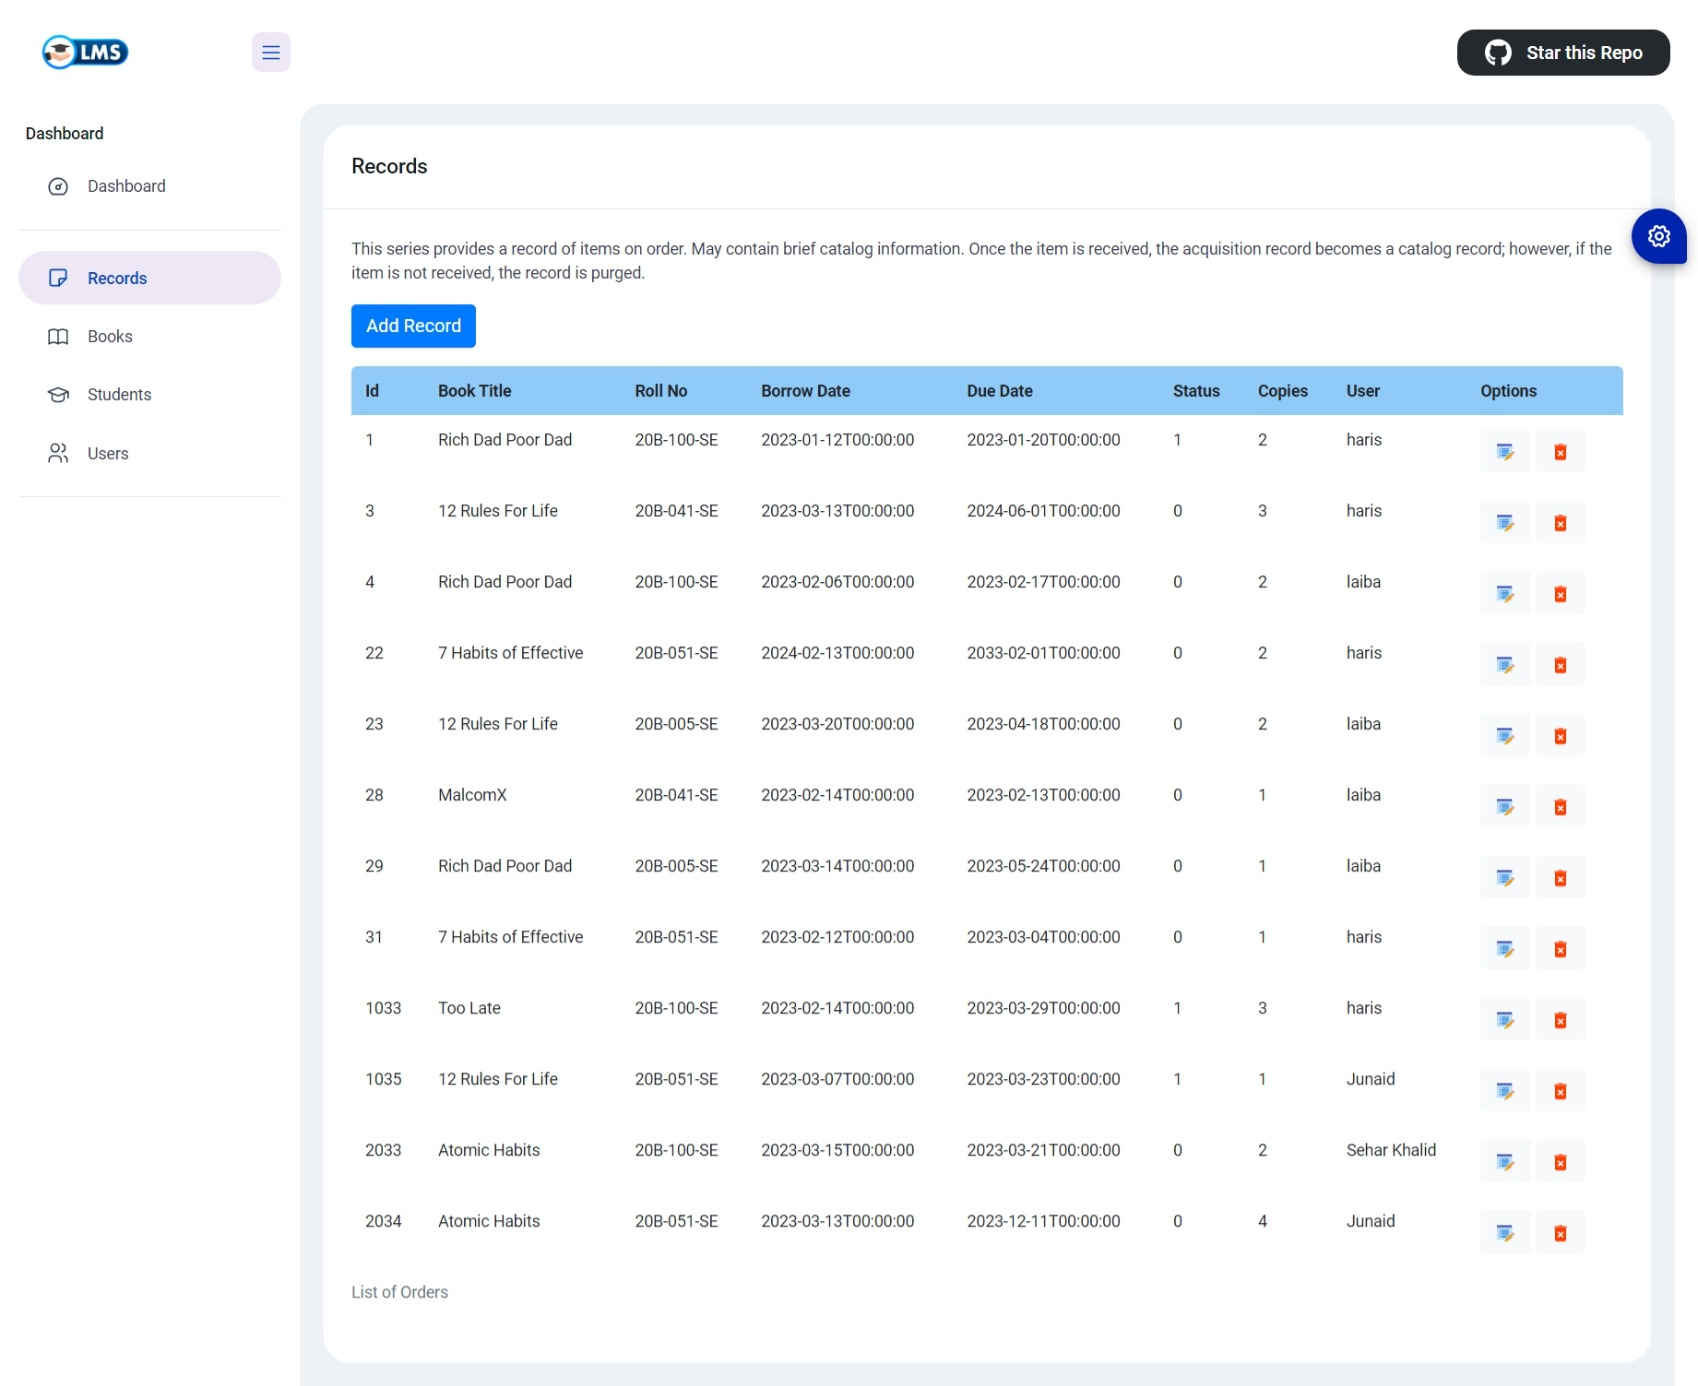 LMS
Star this Repo
Dashboard
Dashboard
Records
Books
Students
Users
Records
This series provides a record of items on order. May contain brief catalog information. Once the item is received, the acquisition record becomes a catalog record; however, if the
item is not received, the record is purged.
Add Record
Id Book Title Roll No Borrow Date Due Date Status Copies User Options
1 Rich Dad Poor Dad 20B-100-SE 2023-01-12T00:00:00 2023-01-20T00:00:00 1 2 haris
3 12 Rules For Life 20B-041-SE 2023-03-13T00:00:00 2024-06-01T00:00:00 0 3 haris
4 Rich Dad Poor Dad 20B-100-SE 2023-02-06T00:00:00 2023-02-17T00:00:00 0 2 laiba
22 7 Habits of Effective 20B-051-SE 2024-02-13T00:00:00 2033-02-01T00:00:00 0 2 haris
23 12 Rules For Life 20B-005-SE 2023-03-20T00:00:00 2023-04-18T00:00:00 0 2 laiba
28 MalcomX 20B-041-SE 2023-02-14T00:00:00 2023-02-13T00:00:00 0 1 laiba
29 Rich Dad Poor Dad 20B-005-SE 2023-03-14T00:00:00 2023-05-24T00:00:00 0 1 laiba
31 7 Habits of Effective 20B-051-SE 2023-02-12T00:00:00 2023-03-04T00:00:00 0 1 haris
1033 Too Late 20B-100-SE 2023-02-14T00:00:00 2023-03-29T00:00:00 1 3 haris
1035 12 Rules For Life 20B-051-SE 2023-03-07T00:00:00 2023-03-23T00:00:00 1 1 Junaid
2033 Atomic Habits 20B-100-SE 2023-03-15T00:00:00 2023-03-21T00:00:00 0 2 Sehar Khalid
2034 Atomic Habits 20B-051-SE 2023-03-13T00:00:00 2023-12-11T00:00:00 0 4 Junaid
List of Orders